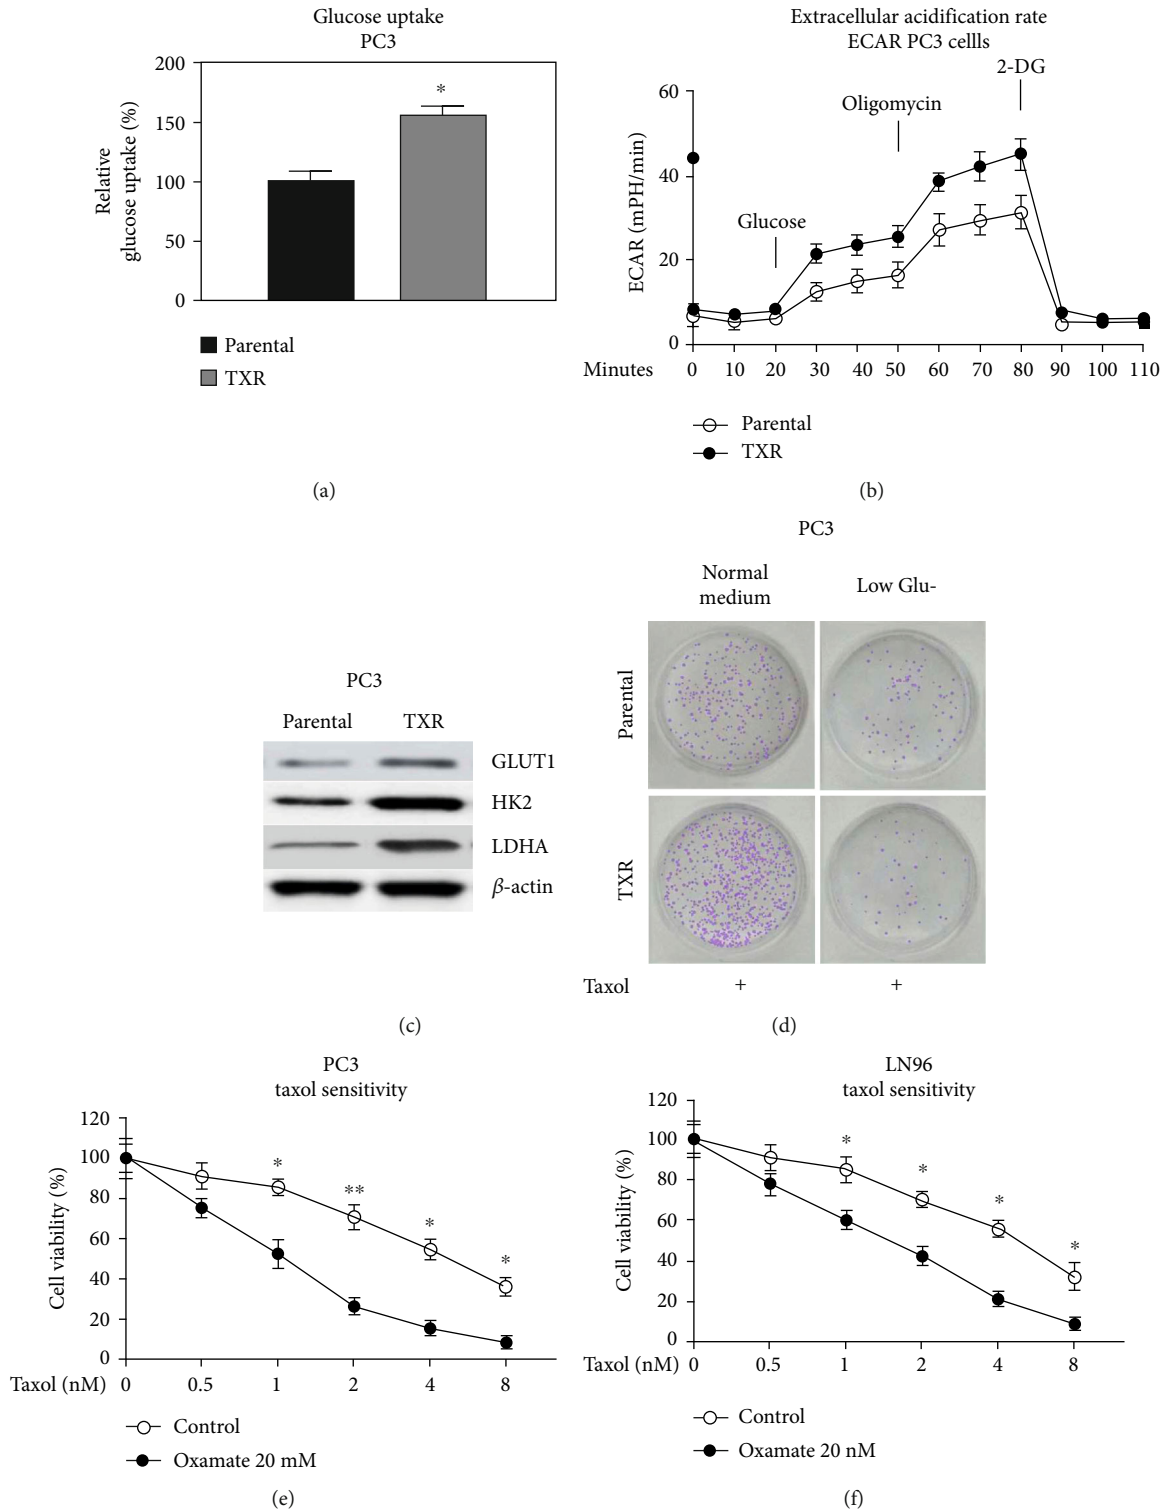 Glucose uptake
PC3
Relative
glucose uptake (%)
200
150
100
50
0
*
Parental
TXR
(a)
Extracellular acidification rate
ECAR PC3 cellls
2-DG
Oligomycin
Glucose
ECAR (mPH/min)
60
40
20
0
Minutes 0 10 20 30 40 50 60 70 80 90 100 110
Parental
TXR
(b)
PC3
Parental TXR
GLUT1
HK2
LDHA
β-actin
(c)
PC3
Normal
medium
Low Glu-
Parental
TXR
Taxol + +
(d)
PC3
taxol sensitivity
Cell viability (%)
120
100
80
60
40
20
0
*
**
*
*
Taxol (nM) 0 0.5 1 2 4 8
Control
Oxamate 20 mM
(e)
LN96
taxol sensitivity
Cell viability (%)
120
100
80
60
40
20
0
*
*
*
*
Taxol (nM) 0 0.5 1 2 4 8
Control
Oxamate 20 nM
(f)